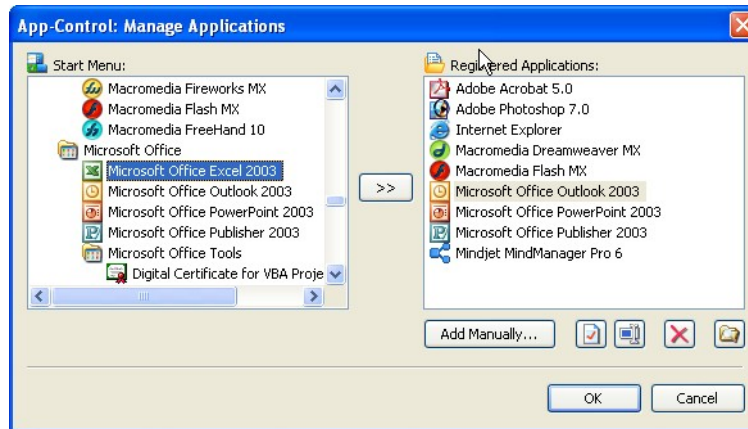 App-Control: Manage Applications
Start Menu:
Macromedia Fireworks MX
Macromedia Flash MX
Macromedia FreeHand 10
Microsoft Office
Microsoft Office Excel 2003
Microsoft Office Outlook 2003
Microsoft Office PowerPoint 2003
Microsoft Office Publisher 2003
Microsoft Office Tools
Digital Certificate for VBA Proje
>>
Registered Applications:
Adobe Acrobat 5.0
Adobe Photoshop 7.0
Internet Explorer
Macromedia Dreamweaver MX
Macromedia Flash MX
Microsoft Office Outlook 2003
Microsoft Office PowerPoint 2003
Microsoft Office Publisher 2003
Mindjet MindManager Pro 6
Add Manually...
OK
Cancel